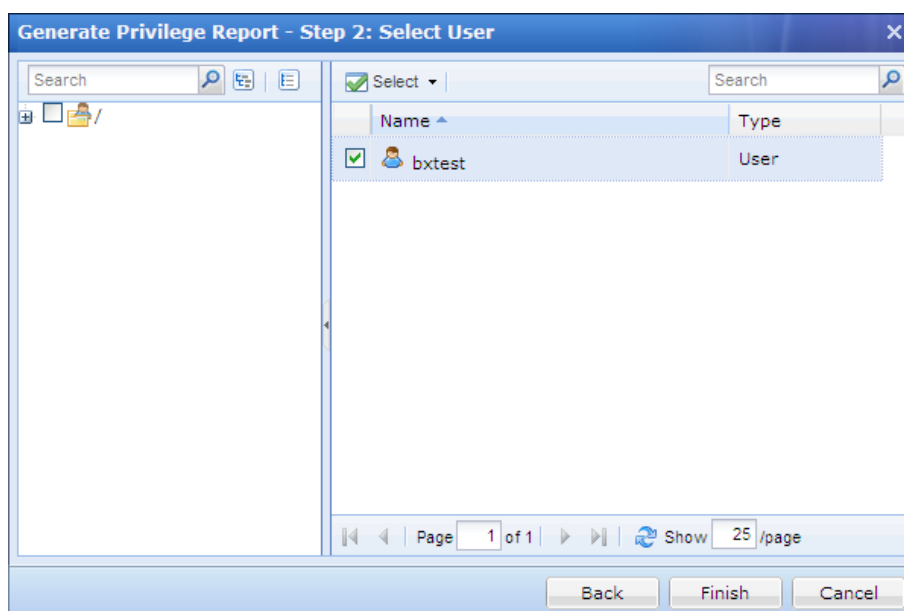 Generate Privilege Report - Step 2: Select User
Search
/
Select
Search
Name
Type
bxtest
User
Page 1 of 1
Show 25 /page
Back
Finish
Cancel